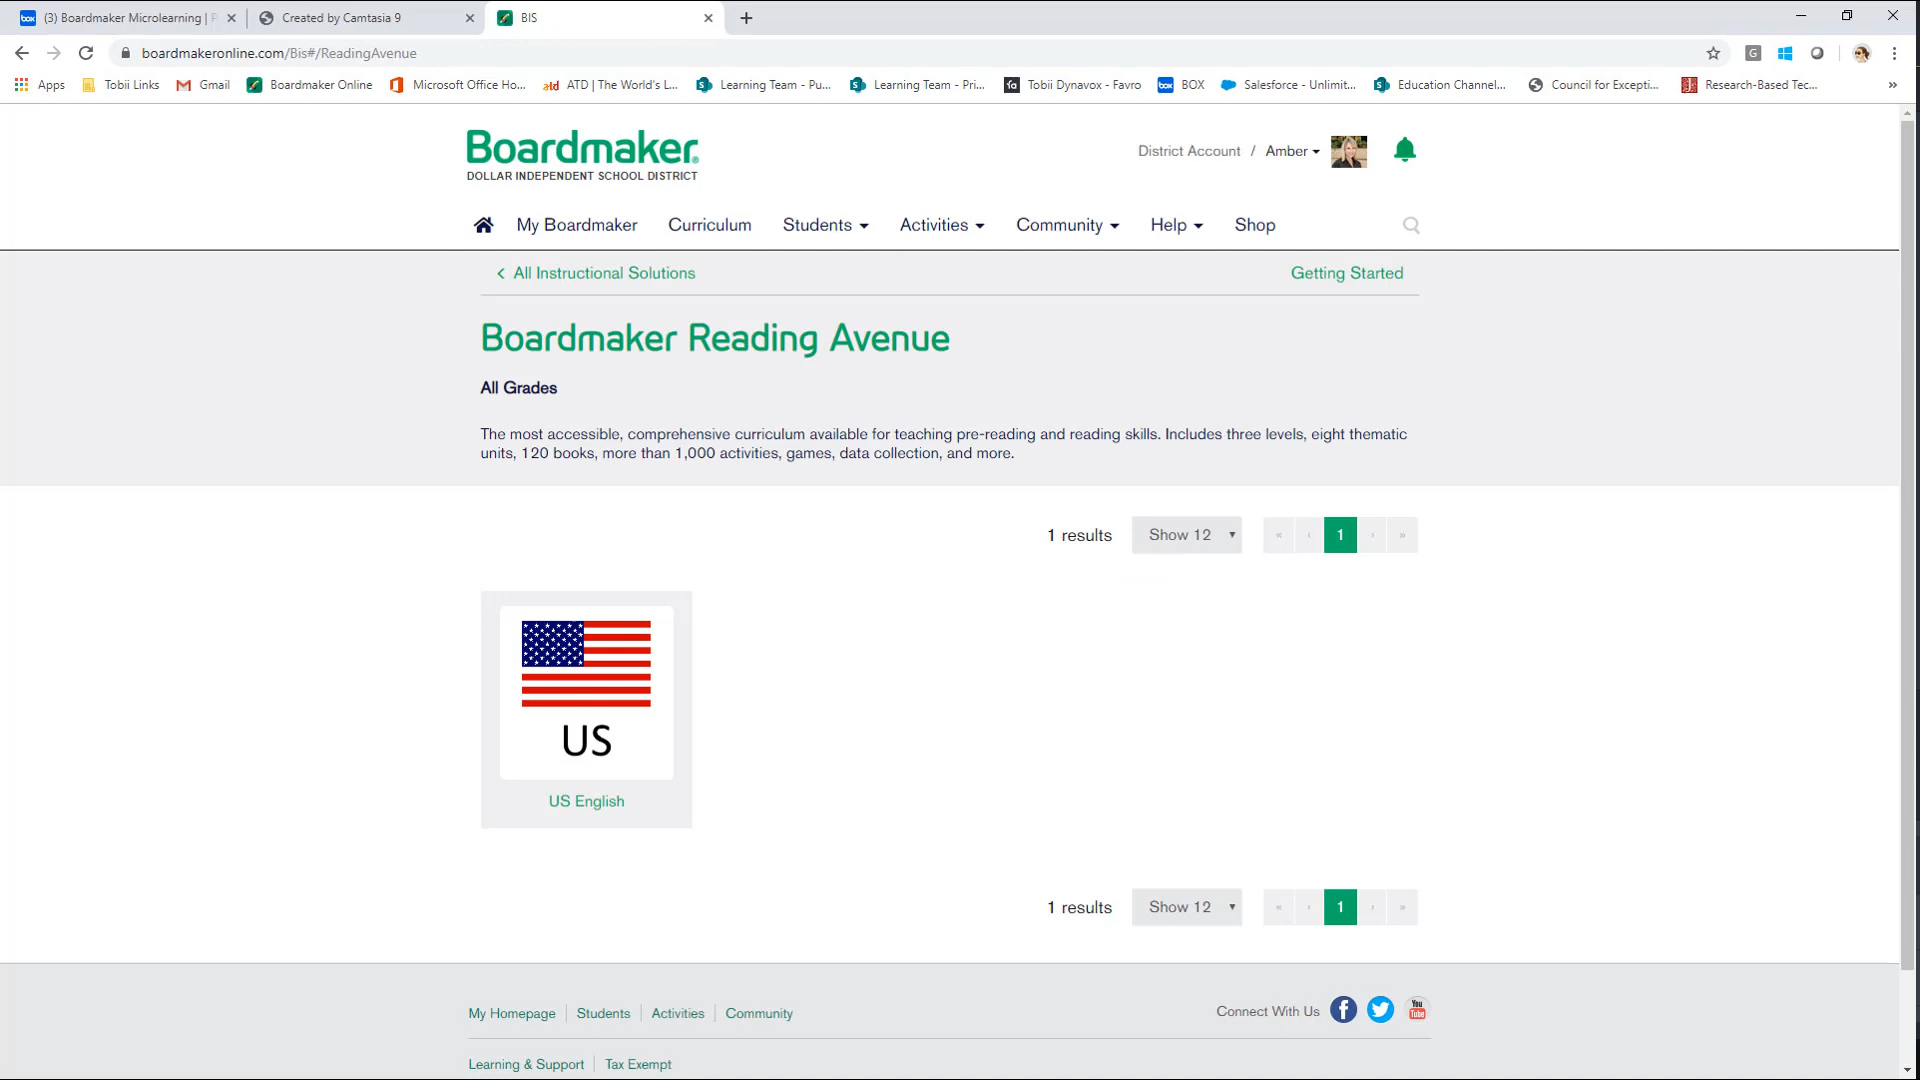 (3) Boardmaker Microlearning |
Created by Camtasia 9
BIS
boardmakeronline.com/Bis#/ReadingAvenue
Apps
Tobii Links
Gmail
Boardmaker Online
Microsoft Office Ho...
ATD | The World's L...
Learning Team - Pu...
Learning Team - Pri...
Tobii Dynavox - Favro
BOX
Salesforce - Unlimit...
Education Channel...
Council for Excepti...
Research-Based Tec...
Boardmaker®
DOLLAR INDEPENDENT SCHOOL DISTRICT
District Account / Amber
My Boardmaker
Curriculum
Students
Activities
Community
Help
Shop
All Instructional Solutions
Getting Started
Boardmaker Reading Avenue
All Grades
The most accessible, comprehensive curriculum available for teaching pre-reading and reading skills. Includes three levels, eight thematic
units, 120 books, more than 1,000 activities, games, data collection, and more.
1 results
Show 12
« ‹ 1 › »
US
US English
1 results
Show 12
« ‹ 1 › »
My Homepage
Students
Activities
Community
Connect With Us
You Tube
Learning & Support
Tax Exempt